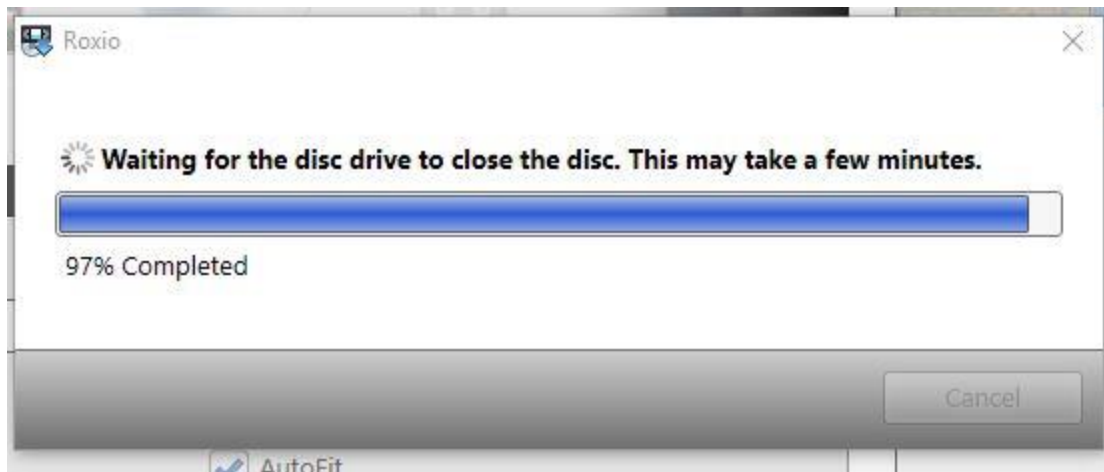 Roxio
Waiting for the disc drive to close the disc. This may take a few minutes.
97% Completed
Cancel
AutoFit